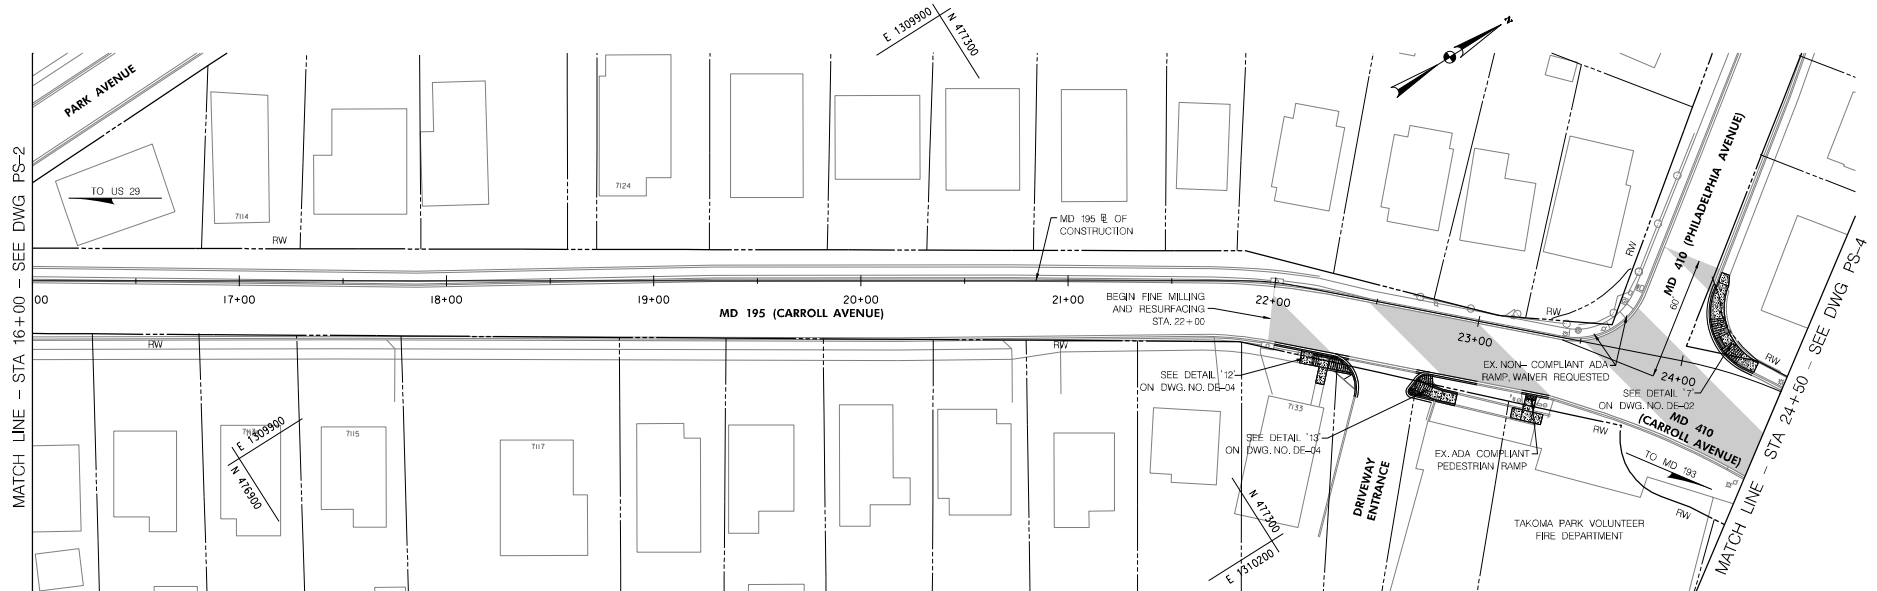 E 1309900
N 477300
N
PARK AVENUE
MATCH LINE - STA 16+00 - SEE DWG PS-2
TO US 29
7114
7124
RW
MD 195 ⅊ OF
CONSTRUCTION
MD 410 (PHILADELPHIA AVENUE)
RW
60'
00
17+00
18+00
19+00
20+00
21+00
22+00
23+00
24+00
MD 195 (CARROLL AVENUE)
BEGIN FINE MILLING
AND RESURFACING
STA. 22+00
RW
RW
RW
RW
EX. NON-COMPLIANT ADA
RAMP, WAIVER REQUESTED
SEE DETAIL '7'
ON DWG. NO. DE-02
SEE DETAIL '12'
ON DWG. NO. DE-04
7133
SEE DETAIL '13'
ON DWG. NO. DE-04
EX. ADA COMPLIANT
PEDESTRIAN RAMP
RW
MD 410
(CARROLL AVENUE)
TO MD 193
RW
MATCH LINE - STA 24+50 - SEE DWG PS-4
E 1309900
N 476900
7115
7117
N 477300
E 1310200
DRIVEWAY
ENTRANCE
TAKOMA PARK VOLUNTEER
FIRE DEPARTMENT